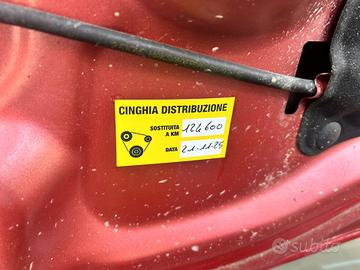 CINGHIA DISTRIBUZIONE
SOSTITUITA
A KM 124600
DATA 21.11.25
subito